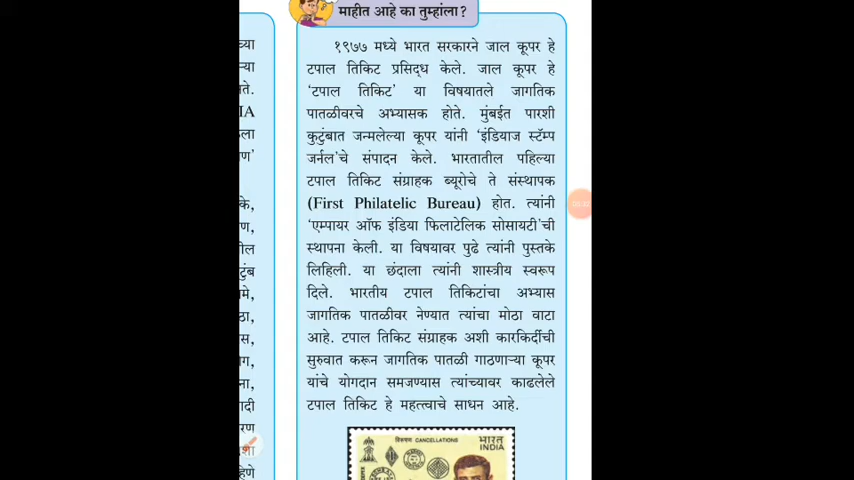 माहीत आहे का तुम्हांला?
१९७७ मध्ये भारत सरकारने जाल कूपर हे
टपाल तिकिट प्रसिद्ध केले. जाल कूपर हे
‘टपाल तिकिट’ या विषयातले जागतिक
पातळीवरचे अभ्यासक होते. मुंबईत पारशी
कुटुंबात जन्मलेल्या कूपर यांनी ‘इंडियाज स्टॅम्प
जर्नल’चे संपादन केले. भारतातील पहिल्या
टपाल तिकिट संग्राहक ब्यूरोचे ते संस्थापक
(First Philatelic Bureau) होत. त्यांनी
‘एम्पायर ऑफ इंडिया फिलाटेलिक सोसायटी’ची
स्थापना केली. या विषयावर पुढे त्यांनी पुस्तके
लिहिली. या छंदाला त्यांनी शास्त्रीय स्वरूप
दिले. भारतीय टपाल तिकिटांचा अभ्यास
जागतिक पातळीवर नेण्यात त्यांचा मोठा वाटा
आहे. टपाल तिकिट संग्राहक अशी कारकिर्दीची
सुरुवात करून जागतिक पातळी गाठणाऱ्या कूपर
यांचे योगदान समजण्यास त्यांच्यावर काढलेले
टपाल तिकिट हे महत्त्वाचे साधन आहे.
विरूपण CANCELLATIONS
भारत
INDIA